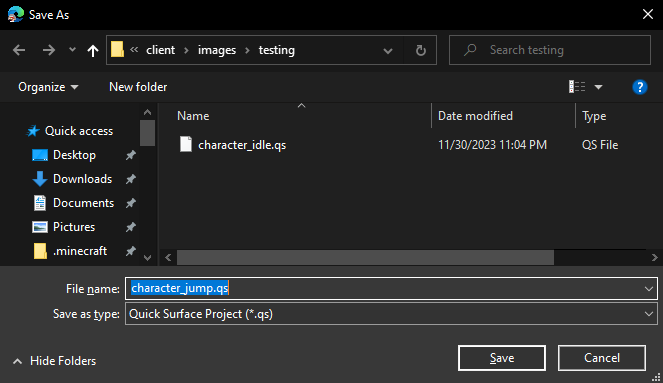 Save As
client images testing
Search testing
Organize New folder
Name Date modified Type
Quick access
character_idle.qs 11/30/2023 11:04 PM QS File
Desktop
Downloads
Documents
Pictures
.minecraft
File name: character_jump.qs
Save as type: Quick Surface Project (*.qs)
Hide Folders Save Cancel